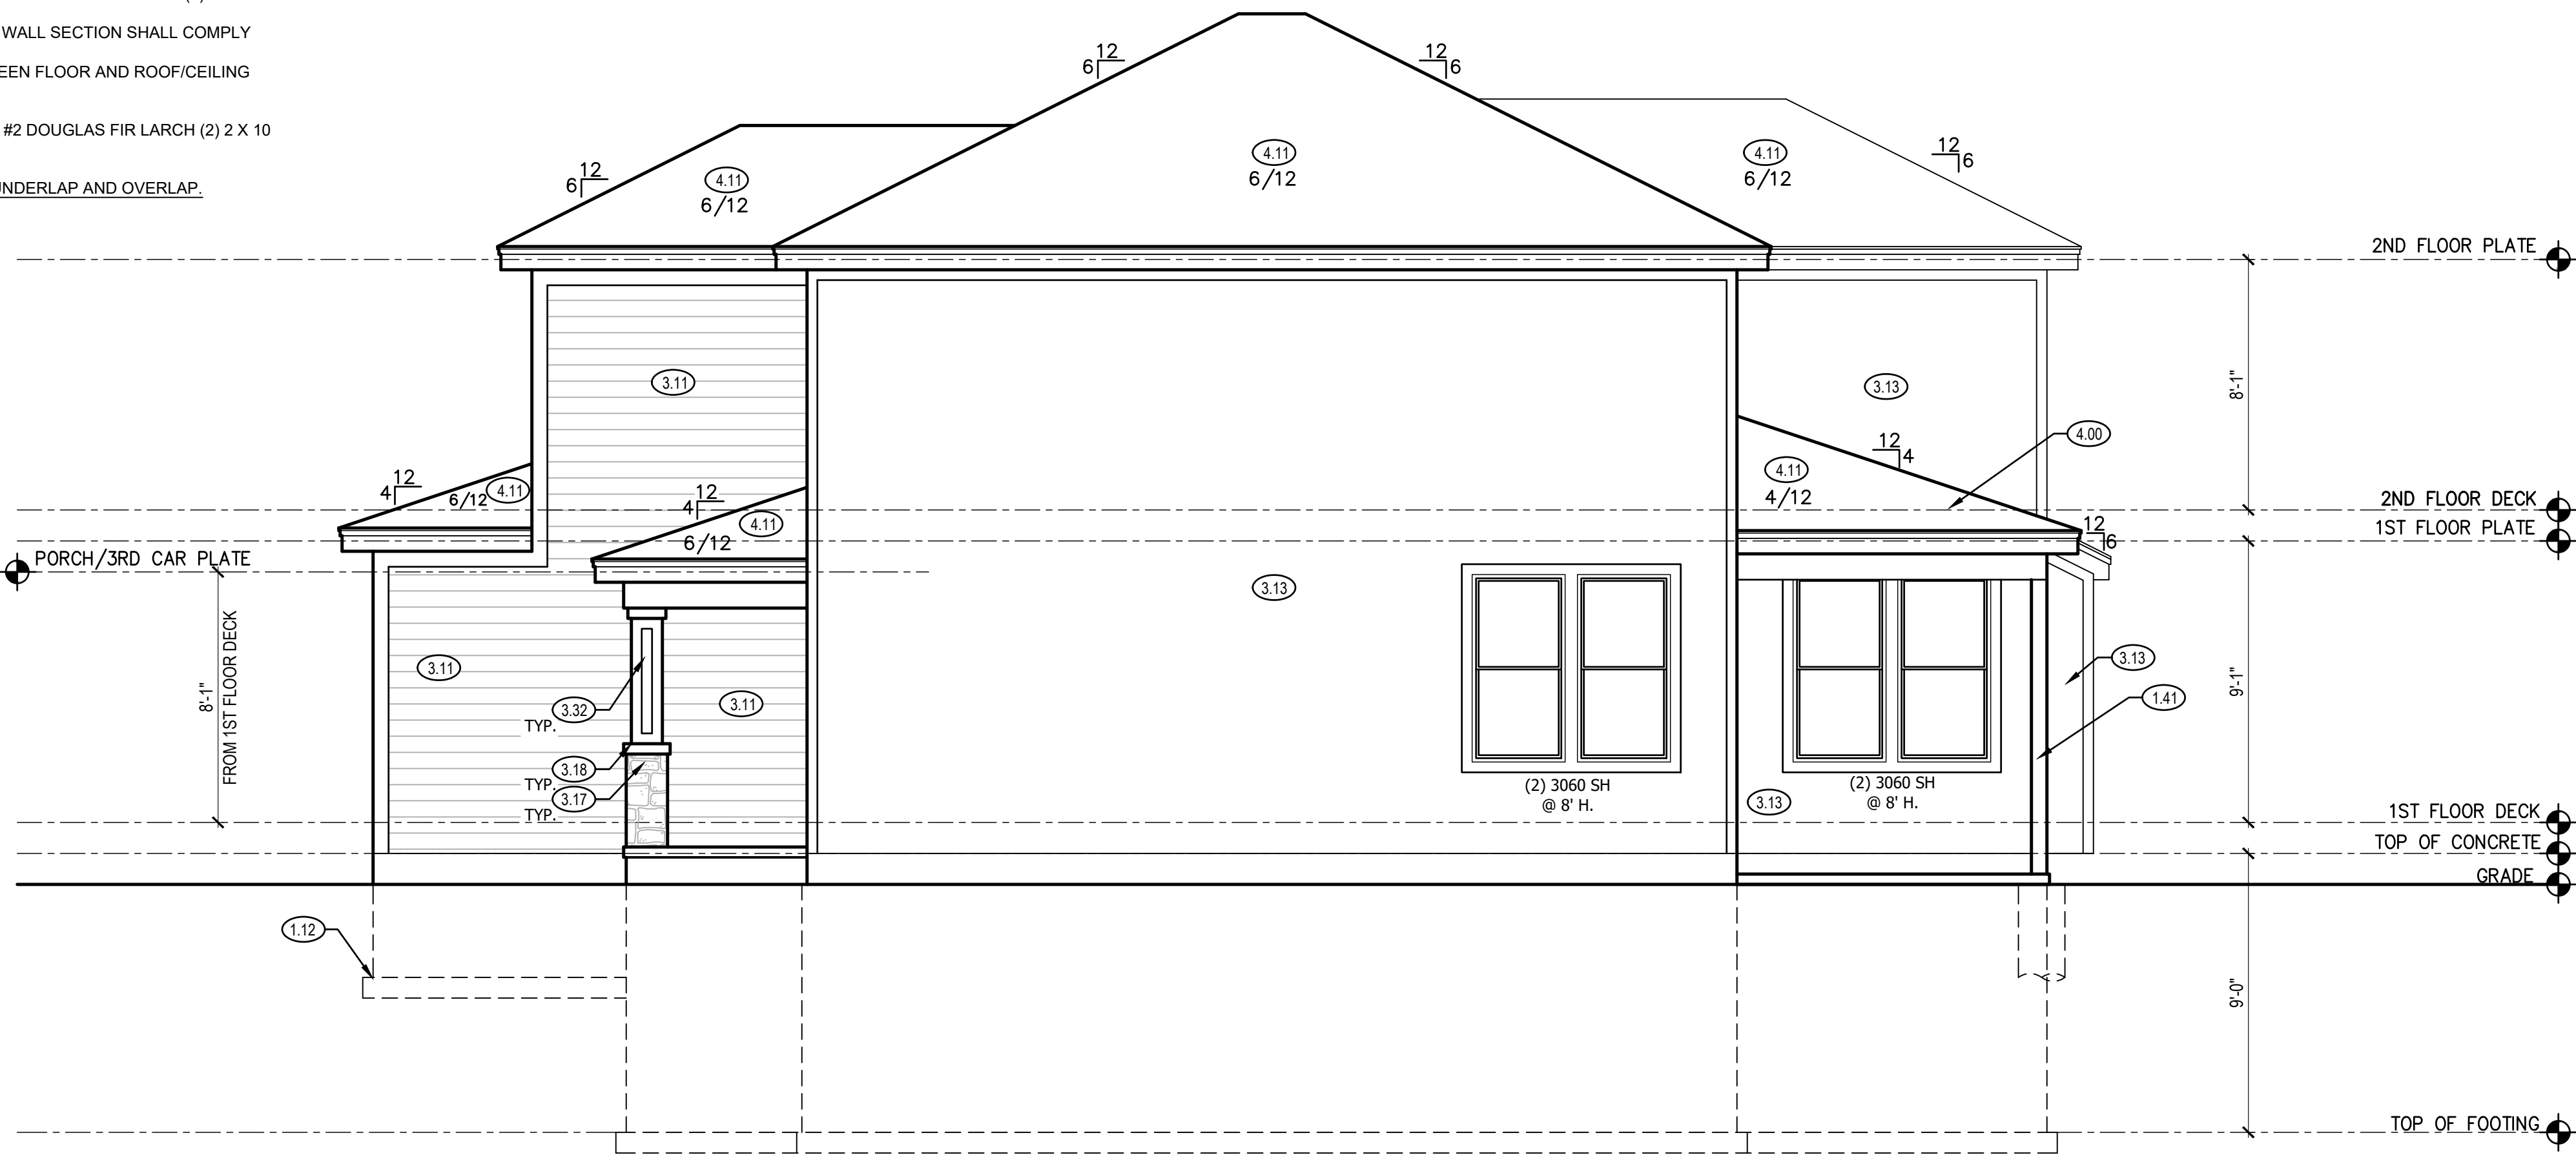 WALL SECTION SHALL COMPLY
EEN FLOOR AND ROOF/CEILING
#2 DOUGLAS FIR LARCH (2) 2 X 10
UNDERLAP AND OVERLAP.
12
6
12
6
12
6
12
6
4.11
6/12
4.11
6/12
4.11
6/12
2ND FLOOR PLATE
8'-1"
3.11
3.13
4.00
12
4
4.11
4/12
12
4
6/12
4.11
12
4
4.11
6/12
2ND FLOOR DECK
1ST FLOOR PLATE
12
6
PORCH/3RD CAR PLATE
8'-1"
FROM 1ST FLOOR DECK
3.13
3.11
3.11
3.32
TYP.
3.18
TYP.
3.17
TYP.
3.13
1.41
9'-1"
(2) 3060 SH
@ 8' H.
(2) 3060 SH
@ 8' H.
3.13
1ST FLOOR DECK
TOP OF CONCRETE
GRADE
1.12
9'-0"
TOP OF FOOTING